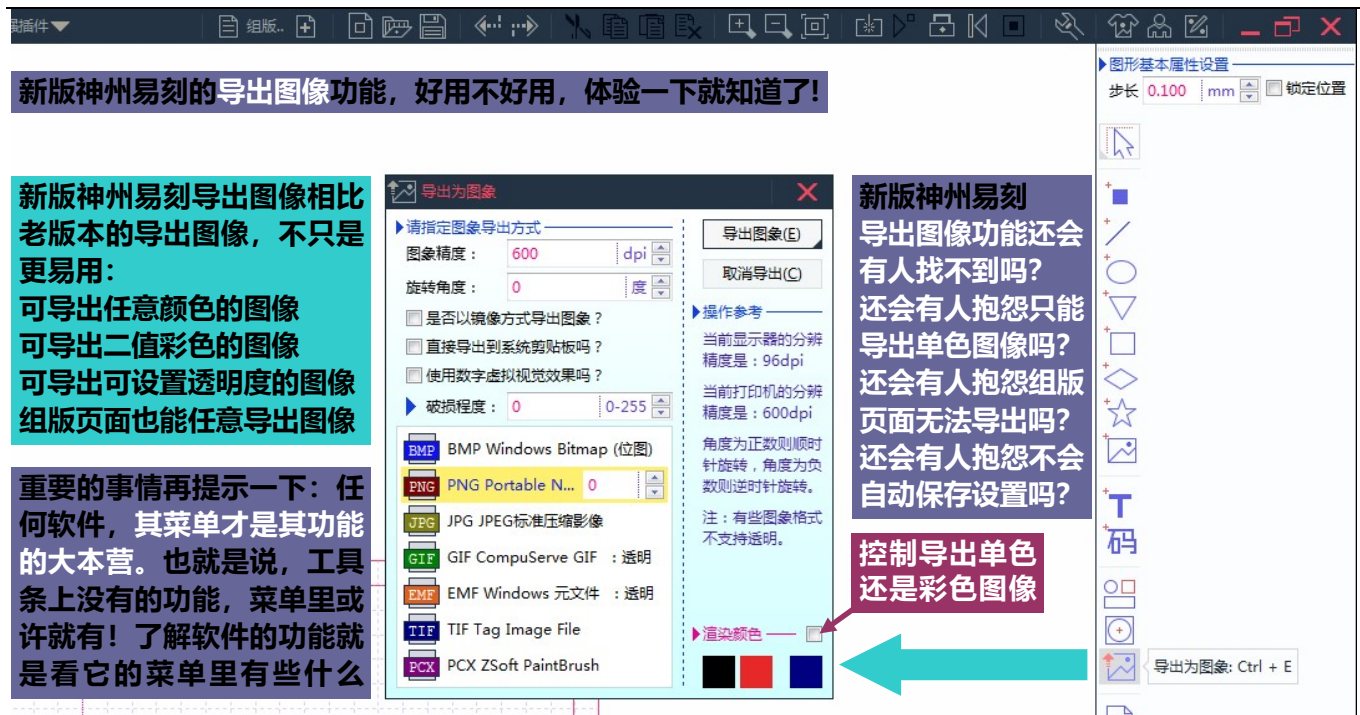 强插件▼
组版..
新版神州易刻的导出图像功能，好用不好用，体验一下就知道了!
图形基本属性设置
步长 0.100 mm 锁定位置
新版神州易刻导出图像相比
老版本的导出图像，不只是
更易用：
可导出任意颜色的图像
可导出二值彩色的图像
可导出可设置透明度的图像
组版页面也能任意导出图像
重要的事情再提示一下：任
何软件，其菜单才是其功能
的大本营。也就是说，工具
条上没有的功能，菜单里或
许就有！了解软件的功能就
是看它的菜单里有些什么
导出为图象
请指定图象导出方式
图象精度： 600 dpi
旋转角度： 0 度
是否以镜像方式导出图象？
直接导出到系统剪贴板吗？
使用数字虚拟视觉效果吗？
破损程度： 0 0-255
BMP BMP Windows Bitmap (位图)
PNG PNG Portable N... 0
JPG JPG JPEG标准压缩影像
GIF GIF CompuServe GIF ：透明
EMF EMF Windows 元文件 ：透明
TIF TIF Tag Image File
PCX PCX ZSoft PaintBrush
导出图象(E)
取消导出(C)
操作参考
当前显示器的分辨
精度是：96dpi
当前打印机的分辨
精度是：600dpi
角度为正数则顺时
针旋转，角度为负
数则逆时针旋转。
注：有些图象格式
不支持透明。
渲染颜色
新版神州易刻
导出图像功能还会
有人找不到吗？
还会有人抱怨只能
导出单色图像吗？
还会有人抱怨组版
页面无法导出吗？
还会有人抱怨不会
自动保存设置吗？
控制导出单色
还是彩色图像
T
码
导出为图象: Ctrl + E